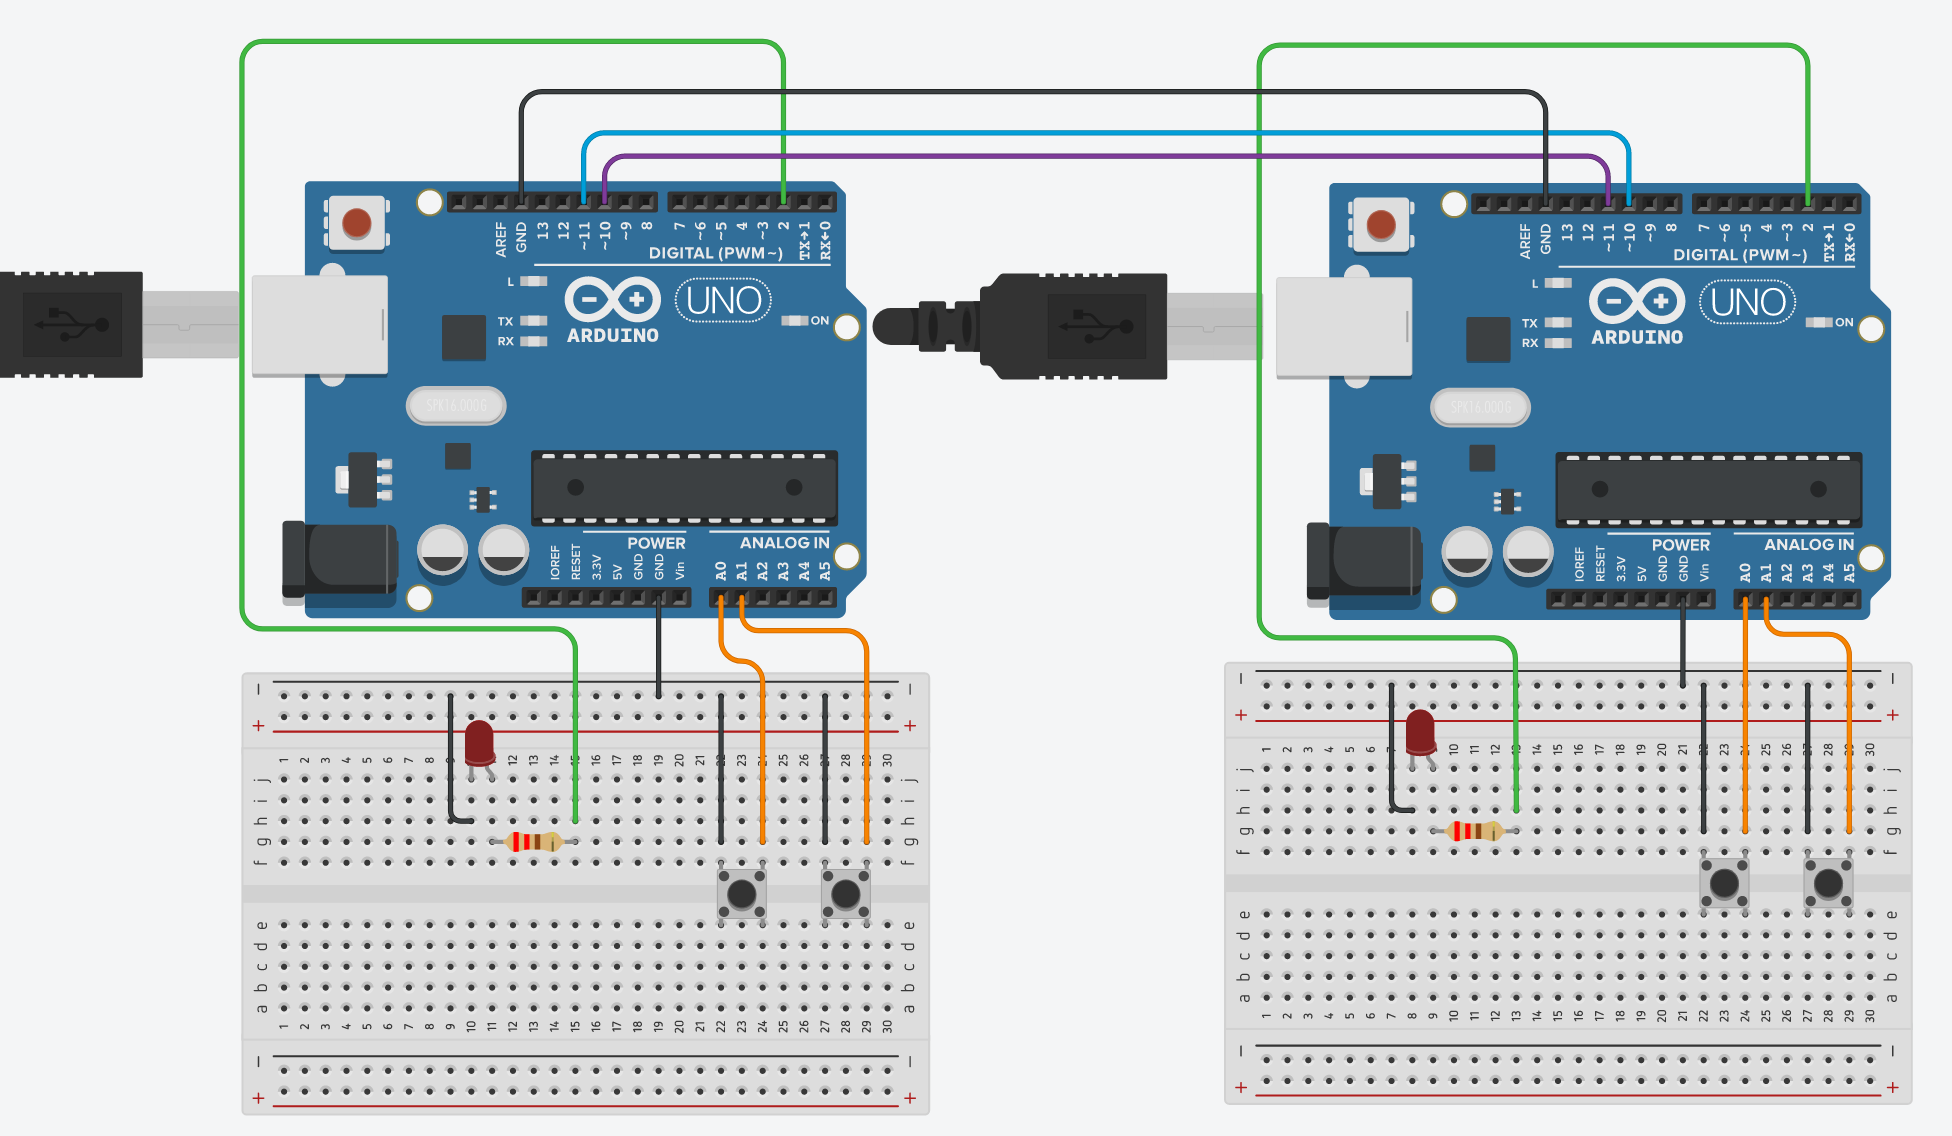 AREF GND 13 12 ~11 ~10 ~9 8 7 ~6 ~5 4 ~3 2 TX→1 RX←0
DIGITAL (PWM ~)
L
TX
RX
UNO
ARDUINO
ON
SPK16.000G
POWER
ANALOG IN
IOREF RESET 3.3V 5V GND GND Vin A0 A1 A2 A3 A4 A5
AREF GND 13 12 ~11 ~10 ~9 8 7 ~6 ~5 4 ~3 2 TX→1 RX←0
DIGITAL (PWM ~)
L
TX
RX
UNO
ARDUINO
ON
SPK16.000G
POWER
ANALOG IN
IOREF RESET 3.3V 5V GND GND Vin A0 A1 A2 A3 A4 A5
− −
+ +
1 2 3 4 5 6 7 8 9 10 12 13 14 15 16 17 18 19 20 21 22 23 24 25 26 27 28 29 30
j j
i i
h h
g g
f f
e e
d d
c c
b b
a a
1 2 3 4 5 6 7 8 9 10 11 12 13 14 15 16 17 18 19 20 21 22 23 24 25 26 27 28 29 30
− −
+ +
− −
+ +
1 2 3 4 5 6 7 10 11 12 13 14 15 16 17 18 19 20 21 22 23 24 25 26 27 28 29 30
j j
i i
h h
g g
f f
e e
d d
c c
b b
a a
1 2 3 4 5 6 7 8 9 10 11 12 13 14 15 16 17 18 19 20 21 22 23 24 25 26 27 28 29 30
− −
+ +